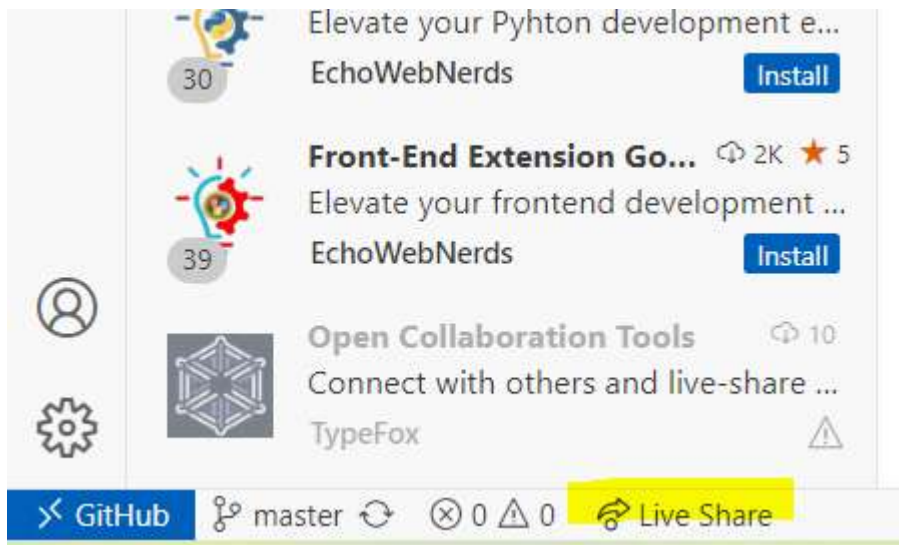 Elevate your Pyhton development e...
30
EchoWebNerds
Install
Front-End Extension Go... 2K ★ 5
Elevate your frontend development ...
39
EchoWebNerds
Install
Open Collaboration Tools 10
Connect with others and live-share ...
TypeFox
GitHub master 0 0 Live Share